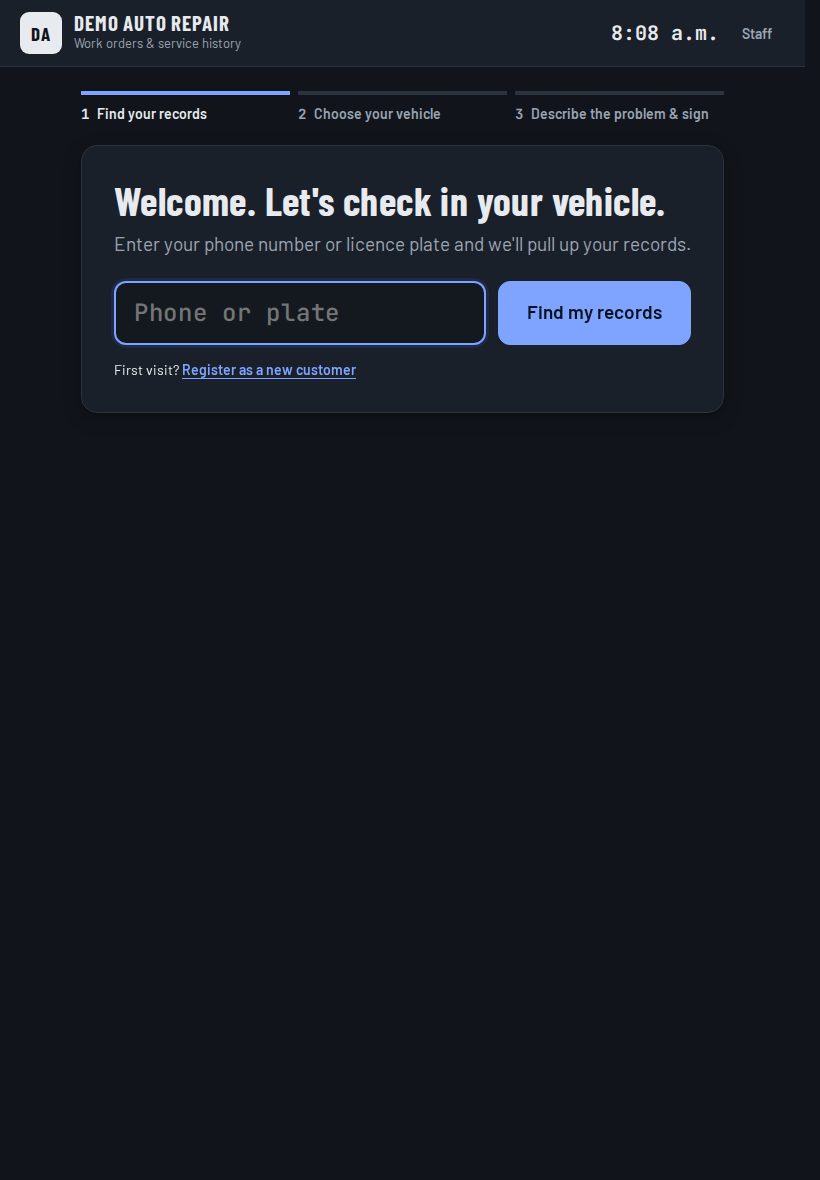 DA
DEMO AUTO REPAIR
Work orders & service history
8:08 a.m.
Staff
1 Find your records
2 Choose your vehicle
3 Describe the problem & sign
Welcome. Let's check in your vehicle.
Enter your phone number or licence plate and we'll pull up your records.
Phone or plate
Find my records
First visit? Register as a new customer